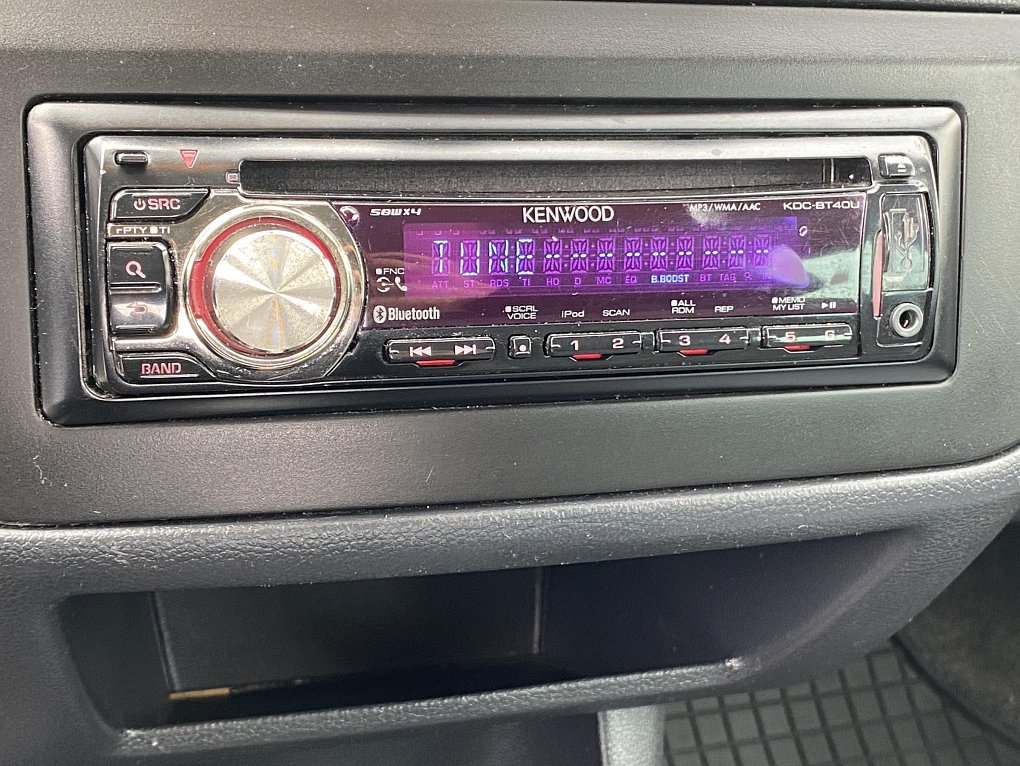 SRC
PTY TI
BAND
50W×4
KENWOOD
MP3/WMA/AAC
KDC-BT40U
ATT ST RDS TI HD D MC EQ B.BOOST BT TAG
FNC
Bluetooth
SCRL
VOICE
iPod
SCAN
ALL
RDM
REP
MEMO
MY LIST
1 2
3 4
5 6